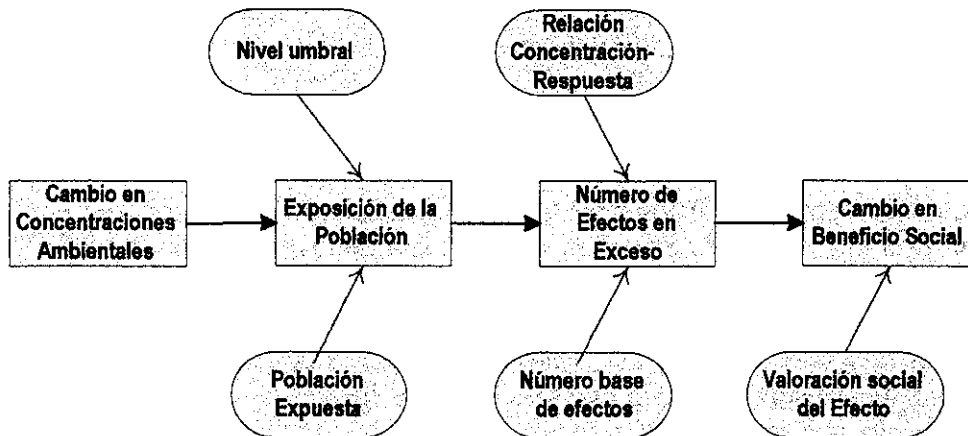 Nivel umbral
Relación
Concentración-
Respuesta
Cambio en
Concentraciones
Ambientales
Exposición de la
Población
Número de
Efectos en
Exceso
Cambio en
Beneficio Social
Población
Expuesta
Número base
de efectos
Valoración social
del Efecto